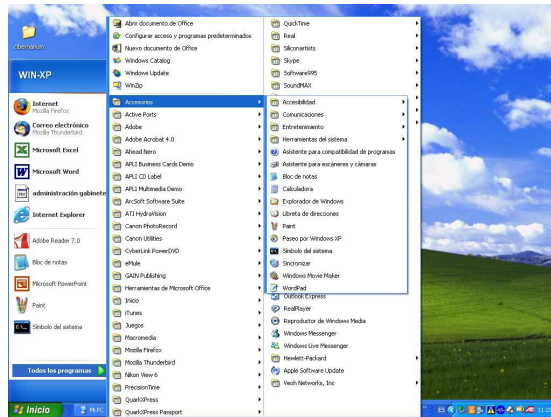 cibermanuin
WIN-XP
Internet
Mozilla Firefox
Correo electrónico
Mozilla Thunderbird
Microsoft Excel
Microsoft Word
administración gabinete
Internet Explorer
Adobe Reader 7.0
Bloc de notas
Microsoft PowerPoint
Paint
Símbolo del sistema
Todos los programas
Abrir documento de Office
Configurar acceso y programas predeterminados
Nuevo documento de Office
Windows Catalog
Windows Update
WinZip
Accesorios
Active Ports
Adobe
Adobe Acrobat 4.0
Ahead Nero
APLI Business Cards Demo
APLI CD Label
APLI Multimedia Demo
ArcSoft Software Suite
ATI HydraVision
Canon PhotoRecord
Canon Utilities
CyberLink PowerDVD
eMule
GAIN Publishing
Herramientas de Microsoft Office
Inicio
iTunes
Juegos
Macromedia
Mozilla Firefox
Mozilla Thunderbird
Nikon View 6
PrecisionTime
QuarkXPress
QuarkXPress Passport
QuickTime
Real
Siliconartists
Skype
Software995
SoundMAX
Accesibilidad
Comunicaciones
Entretenimiento
Herramientas del sistema
Asistente para compatibilidad de programas
Asistente para escáneres y cámaras
Bloc de notas
Calculadora
Explorador de Windows
Libreta de direcciones
Paint
Paseo por Windows XP
Símbolo del sistema
Sincronizar
Windows Movie Maker
WordPad
Outlook Express
RealPlayer
Reproductor de Windows Media
Windows Messenger
Windows Live Messenger
Hewlett-Packard
Apple Software Update
Veoh Networks, Inc
Inicio
Mi PC
ES